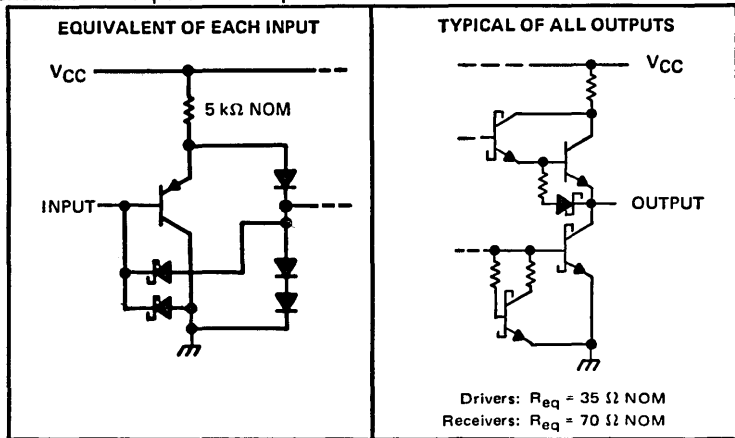 EQUIVALENT OF EACH INPUT
VCC
5 kΩ NOM
INPUT
TYPICAL OF ALL OUTPUTS
VCC
OUTPUT
Drivers: Req = 35 Ω NOM
Receivers: Req = 70 Ω NOM